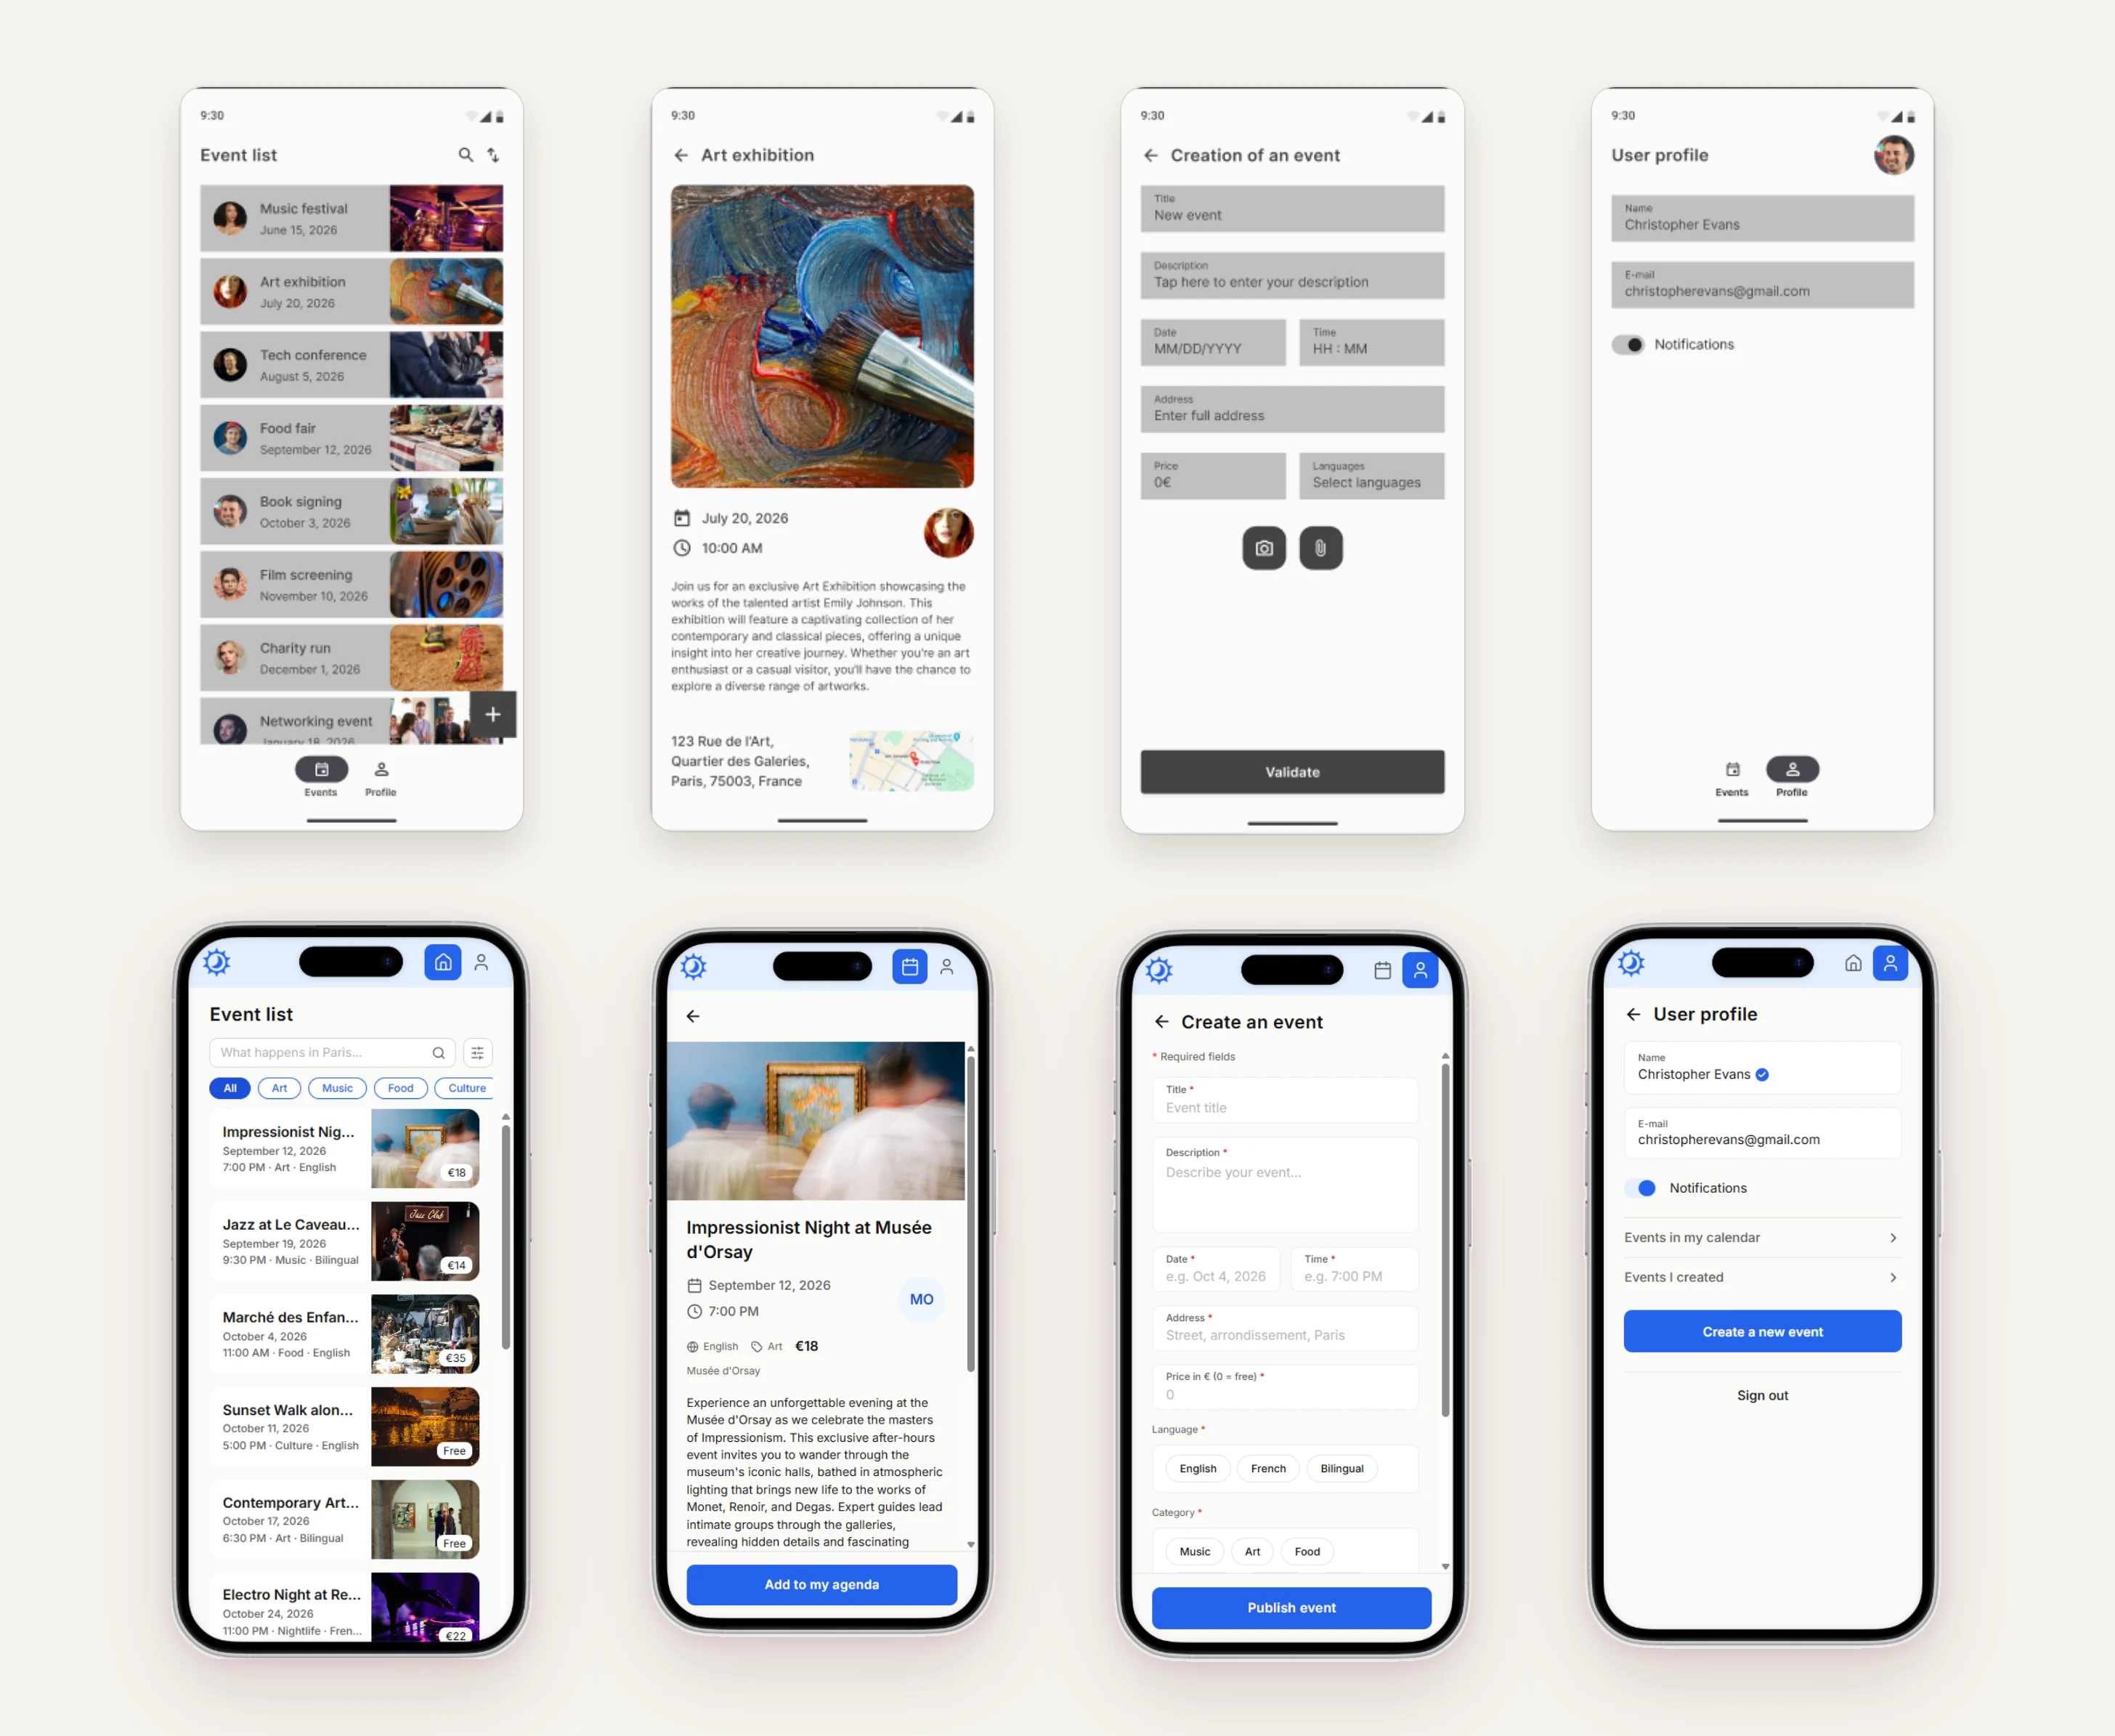 9:30
Event list
Music festival
June 15, 2026
Art exhibition
July 20, 2026
Tech conference
August 5, 2026
Food fair
September 12, 2026
Book signing
October 3, 2026
Film screening
November 10, 2026
Charity run
December 1, 2026
Networking event
January 18, 2026
+
Events
Profile
9:30
Art exhibition
July 20, 2026
10:00 AM
Join us for an exclusive Art Exhibition showcasing the
works of the talented artist Emily Johnson. This
exhibition will feature a captivating collection of her
contemporary and classical pieces, offering a unique
insight into her creative journey. Whether you're an art
enthusiast or a casual visitor, you'll have the chance to
explore a diverse range of artworks.
123 Rue de l'Art,
Quartier des Galeries,
Paris, 75003, France
9:30
Creation of an event
Title
New event
Description
Tap here to enter your description
Date
MM/DD/YYYY
Time
HH : MM
Address
Enter full address
Price
0€
Languages
Select languages
Validate
9:30
User profile
Name
Christopher Evans
E-mail
christopherevans@gmail.com
Notifications
Events
Profile
Event list
What happens in Paris...
All
Art
Music
Food
Culture
Impressionist Nig...
September 12, 2026
7:00 PM · Art · English
€18
Jazz at Le Caveau...
September 19, 2026
9:30 PM · Music · Bilingual
Jazz Club
€14
Marché des Enfan...
October 4, 2026
11:00 AM · Food · English
€35
Sunset Walk alon...
October 11, 2026
5:00 PM · Culture · English
Free
Contemporary Art...
October 17, 2026
6:30 PM · Art · Bilingual
Free
Electro Night at Re...
October 24, 2026
11:00 PM · Nightlife · Fren...
€22
Impressionist Night at Musée
d'Orsay
September 12, 2026
7:00 PM
MO
English
Art
€18
Musée d'Orsay
Experience an unforgettable evening at the
Musée d'Orsay as we celebrate the masters
of Impressionism. This exclusive after-hours
event invites you to wander through the
museum's iconic halls, bathed in atmospheric
lighting that brings new life to the works of
Monet, Renoir, and Degas. Expert guides lead
intimate groups through the galleries,
revealing hidden details and fascinating
Add to my agenda
Create an event
* Required fields
Title *
Event title
Description *
Describe your event...
Date *
e.g. Oct 4, 2026
Time *
e.g. 7:00 PM
Address *
Street, arrondissement, Paris
Price in € (0 = free) *
0
Language *
English
French
Bilingual
Category *
Music
Art
Food
Publish event
User profile
Name
Christopher Evans
E-mail
christopherevans@gmail.com
Notifications
Events in my calendar
Events I created
Create a new event
Sign out